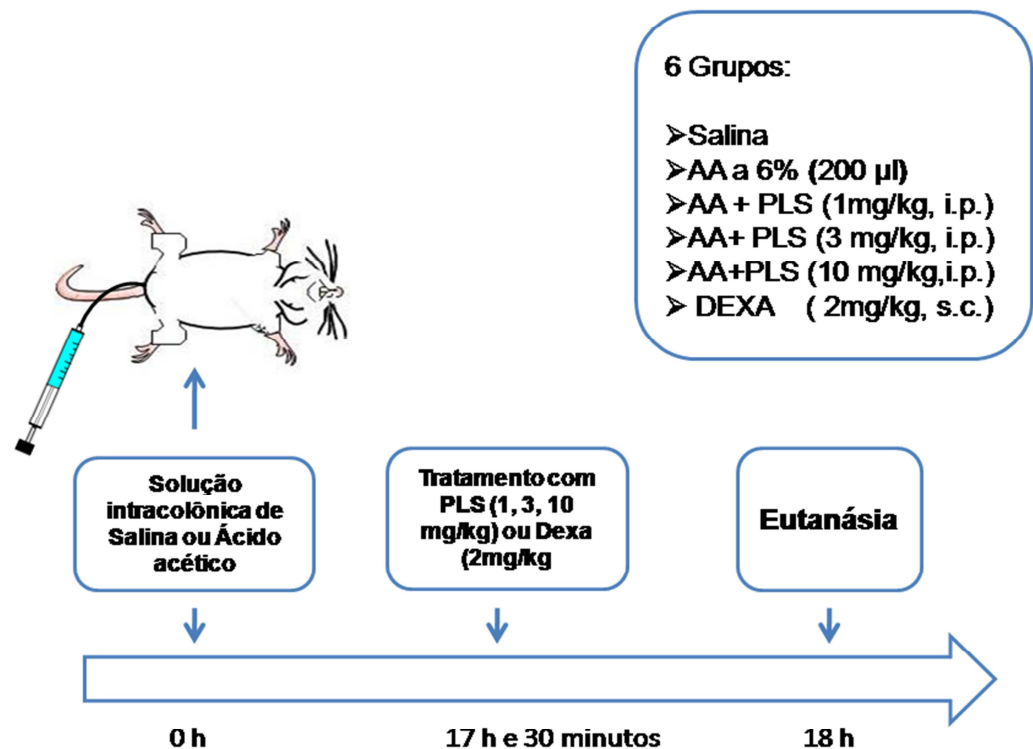 6 Grupos:
➢Salina
➢AA a 6% (200 µl)
➢AA + PLS (1mg/kg, i.p.)
➢AA+ PLS (3 mg/kg, i.p.)
➢AA+PLS (10 mg/kg,i.p.)
➢ DEXA ( 2mg/kg, s.c.)
Solução
intracolônica de
Salina ou Ácido
acético
Tratamento com
PLS (1, 3, 10
mg/kg) ou Dexa
(2mg/kg
Eutanásia
0 h
17 h e 30 minutos
18 h